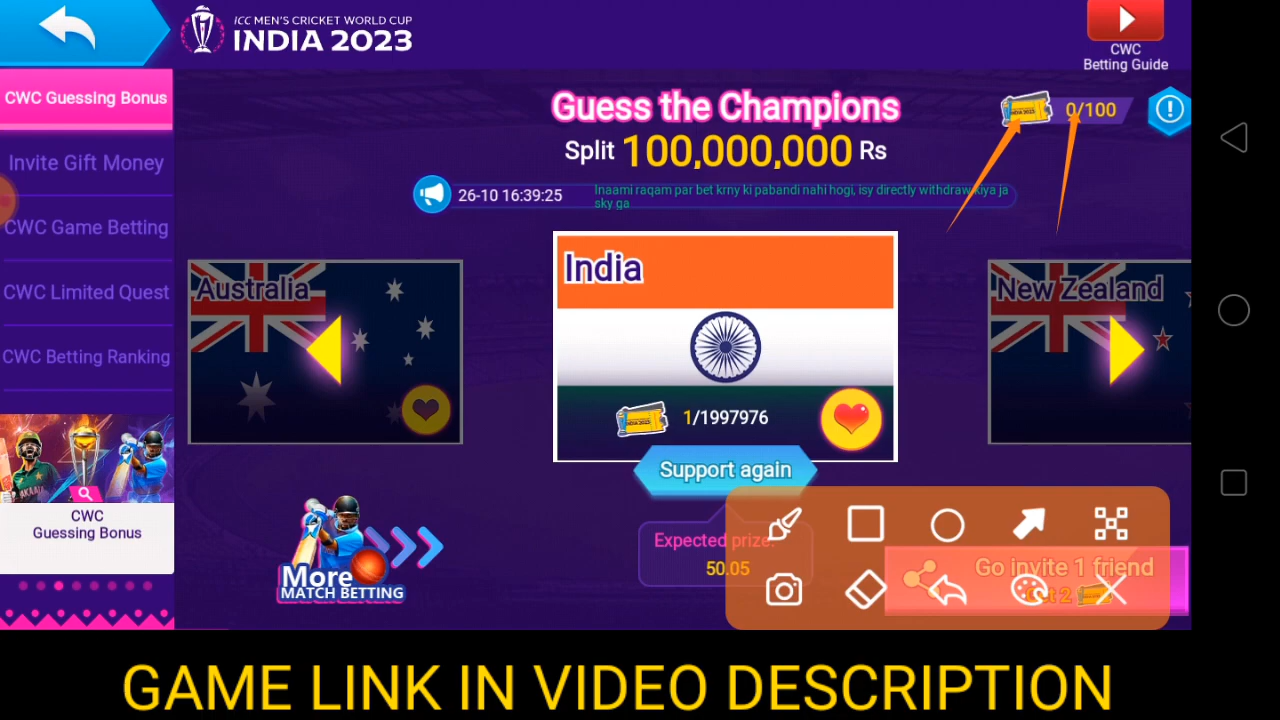 ICC MEN'S CRICKET WORLD CUP
INDIA 2023
CWC
Betting Guide
CWC Guessing Bonus
Invite Gift Money
CWC Game Betting
CWC Limited Quest
CWC Betting Ranking
CWC
Guessing Bonus
Guess the Champions
0/100
Split 100,000,000 Rs
26-10 16:39:25
Inaami raqam par bet krny ki pabandi nahi hogi, isy directly withdraw kiya ja
sky ga
Australia
India
New Zealand
1/1997976
Support again
Expected prize:
50.05
More
MATCH BETTING
Go invite 1 friend
Get 2
GAME LINK IN VIDEO DESCRIPTION